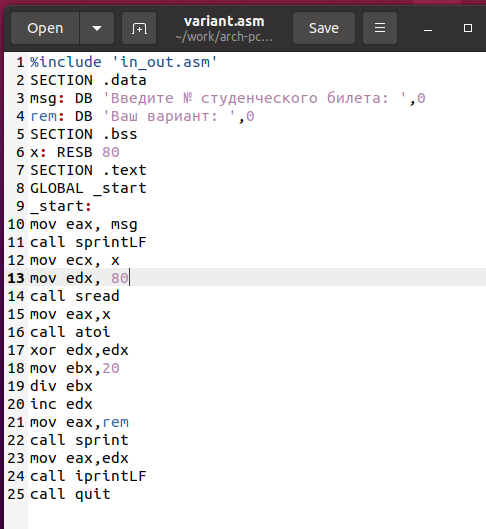 Open
variant.asm
~/work/arch-pc...
Save
1 %include 'in_out.asm'
2 SECTION .data
3 msg: DB 'Введите № студенческого билета: ',0
4 rem: DB 'Ваш вариант: ',0
5 SECTION .bss
6 x: RESB 80
7 SECTION .text
8 GLOBAL _start
9 _start:
10 mov eax, msg
11 call sprintLF
12 mov ecx, x
13 mov edx, 80
14 call sread
15 mov eax,x
16 call atoi
17 xor edx,edx
18 mov ebx,20
19 div ebx
20 inc edx
21 mov eax,rem
22 call sprint
23 mov eax,edx
24 call iprintLF
25 call quit